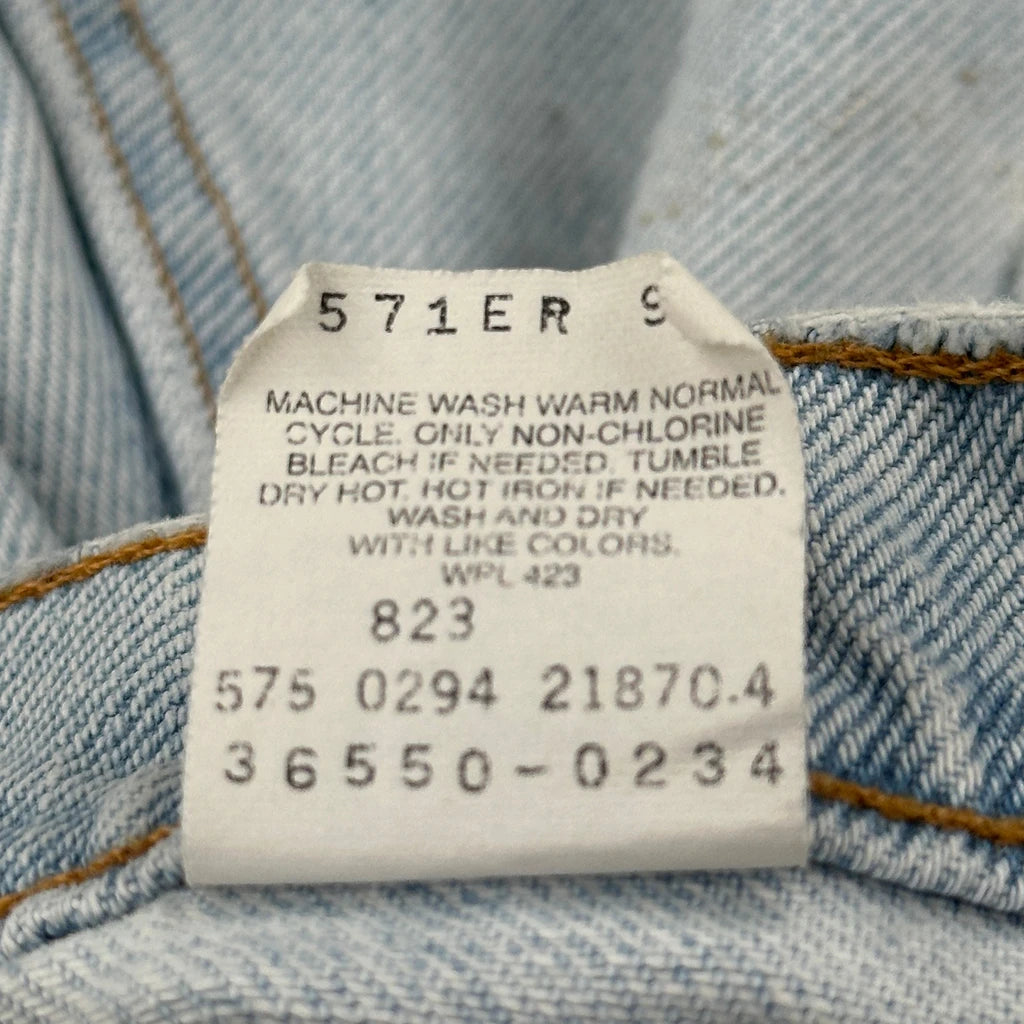 571ER 9
MACHINE WASH WARM NORMAL
CYCLE. ONLY NON-CHLORINE
BLEACH IF NEEDED. TUMBLE
DRY HOT. HOT IRON IF NEEDED.
WASH AND DRY
WITH LIKE COLORS.
WPL 423
823
575 0294 21870.4
36550-0234